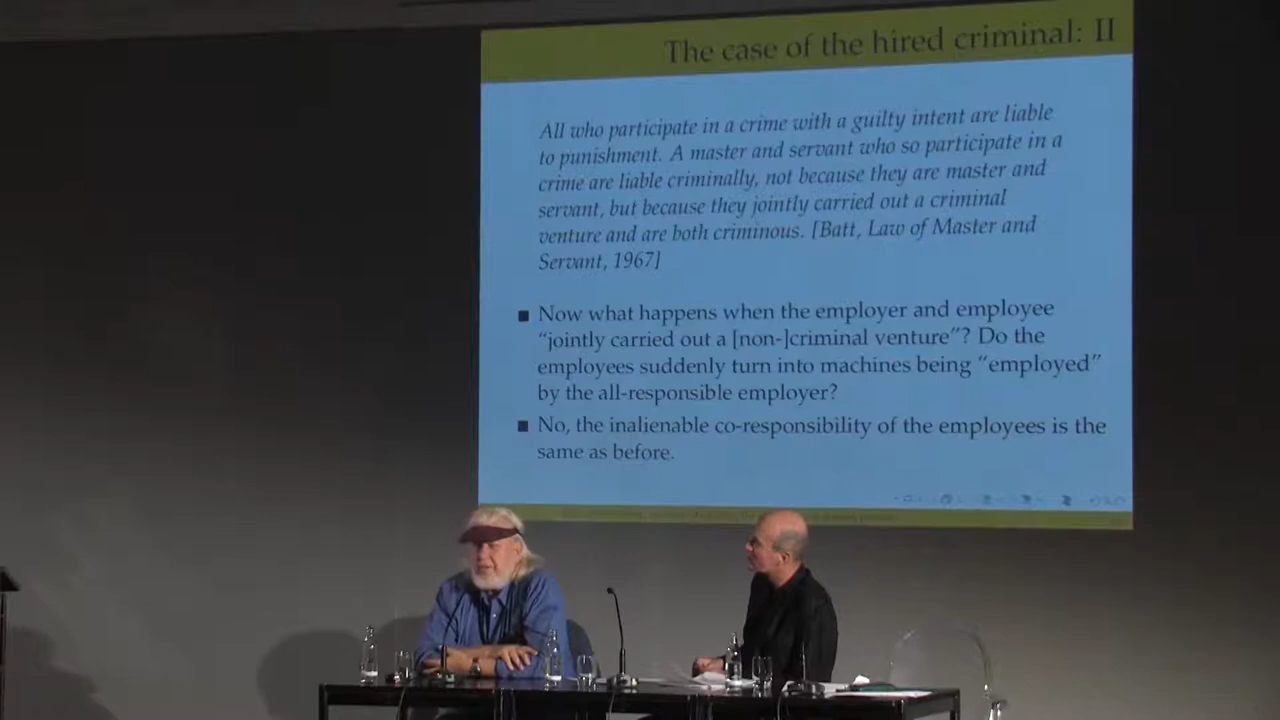 The case of the hired criminal: II
All who participate in a crime with a guilty intent are liable
to punishment. A master and servant who so participate in a
crime are liable criminally, not because they are master and
servant, but because they jointly carried out a criminal
venture and are both criminous. [Batt, Law of Master and
Servant, 1967]
Now what happens when the employer and employee
“jointly carried out a [non-]criminal venture”? Do the
employees suddenly turn into machines being “employed”
by the all-responsible employer?
No, the inalienable co-responsibility of the employees is the
same as before.